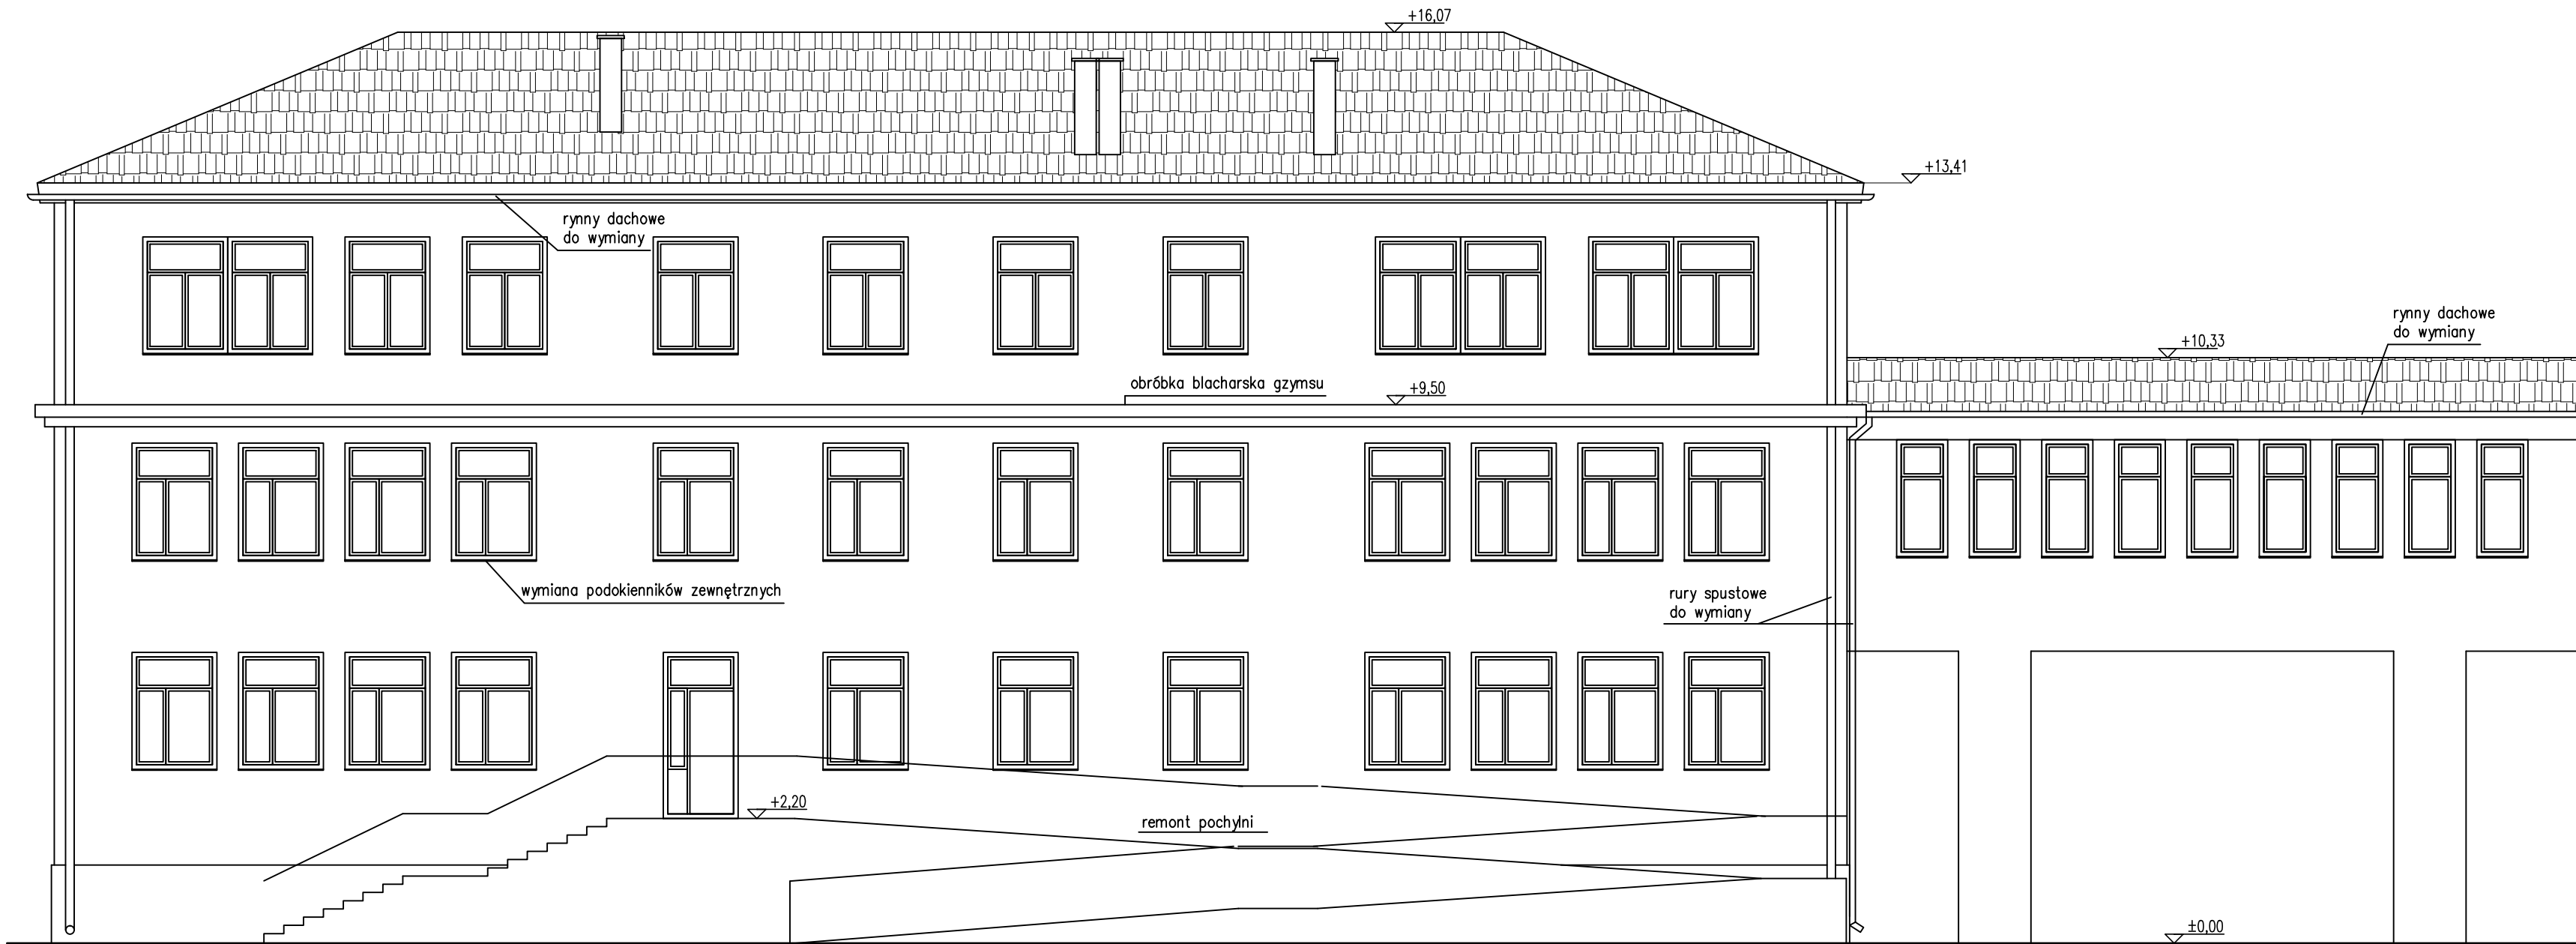 +16,07
+13,41
rynny dachowe
do wymiany
rynny dachowe
do wymiany
+10,33
obróbka blacharska gzymsu
+9,50
wymiana podokienników zewnętrznych
rury spustowe
do wymiany
+2,20
remont pochylni
±0,00